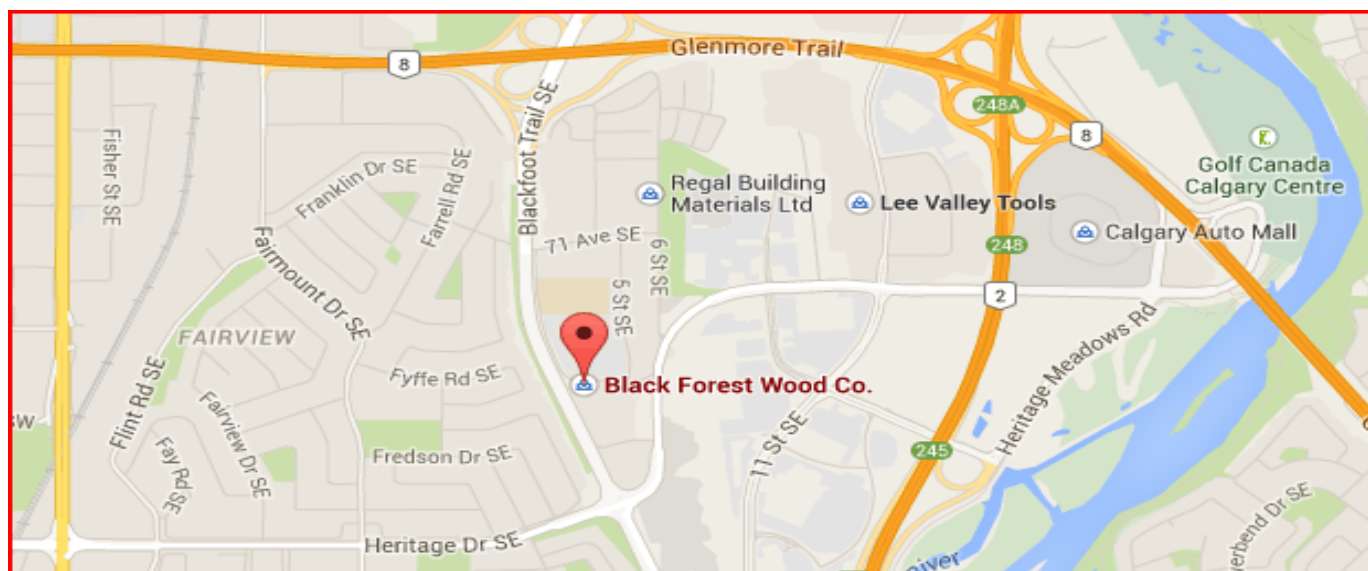 Glenmore Trail
8
Blackfoot Trail SE
248A
8
Fisher St SE
Franklin Dr SE
Farrell Rd SE
Golf Canada
Calgary Centre
Regal Building
Materials Ltd
Lee Valley Tools
Calgary Auto Mall
71 Ave SE
6 St SE
248
Fairmount Dr SE
5 St SE
2
FAIRVIEW
Heritage Meadows Rd
Flint Rd SE
Fyffe Rd SE
Black Forest Wood Co.
Fairview Dr SE
SW
11 St SE
Fay Rd
SE
Fredson Dr SE
245
Heritage Dr SE